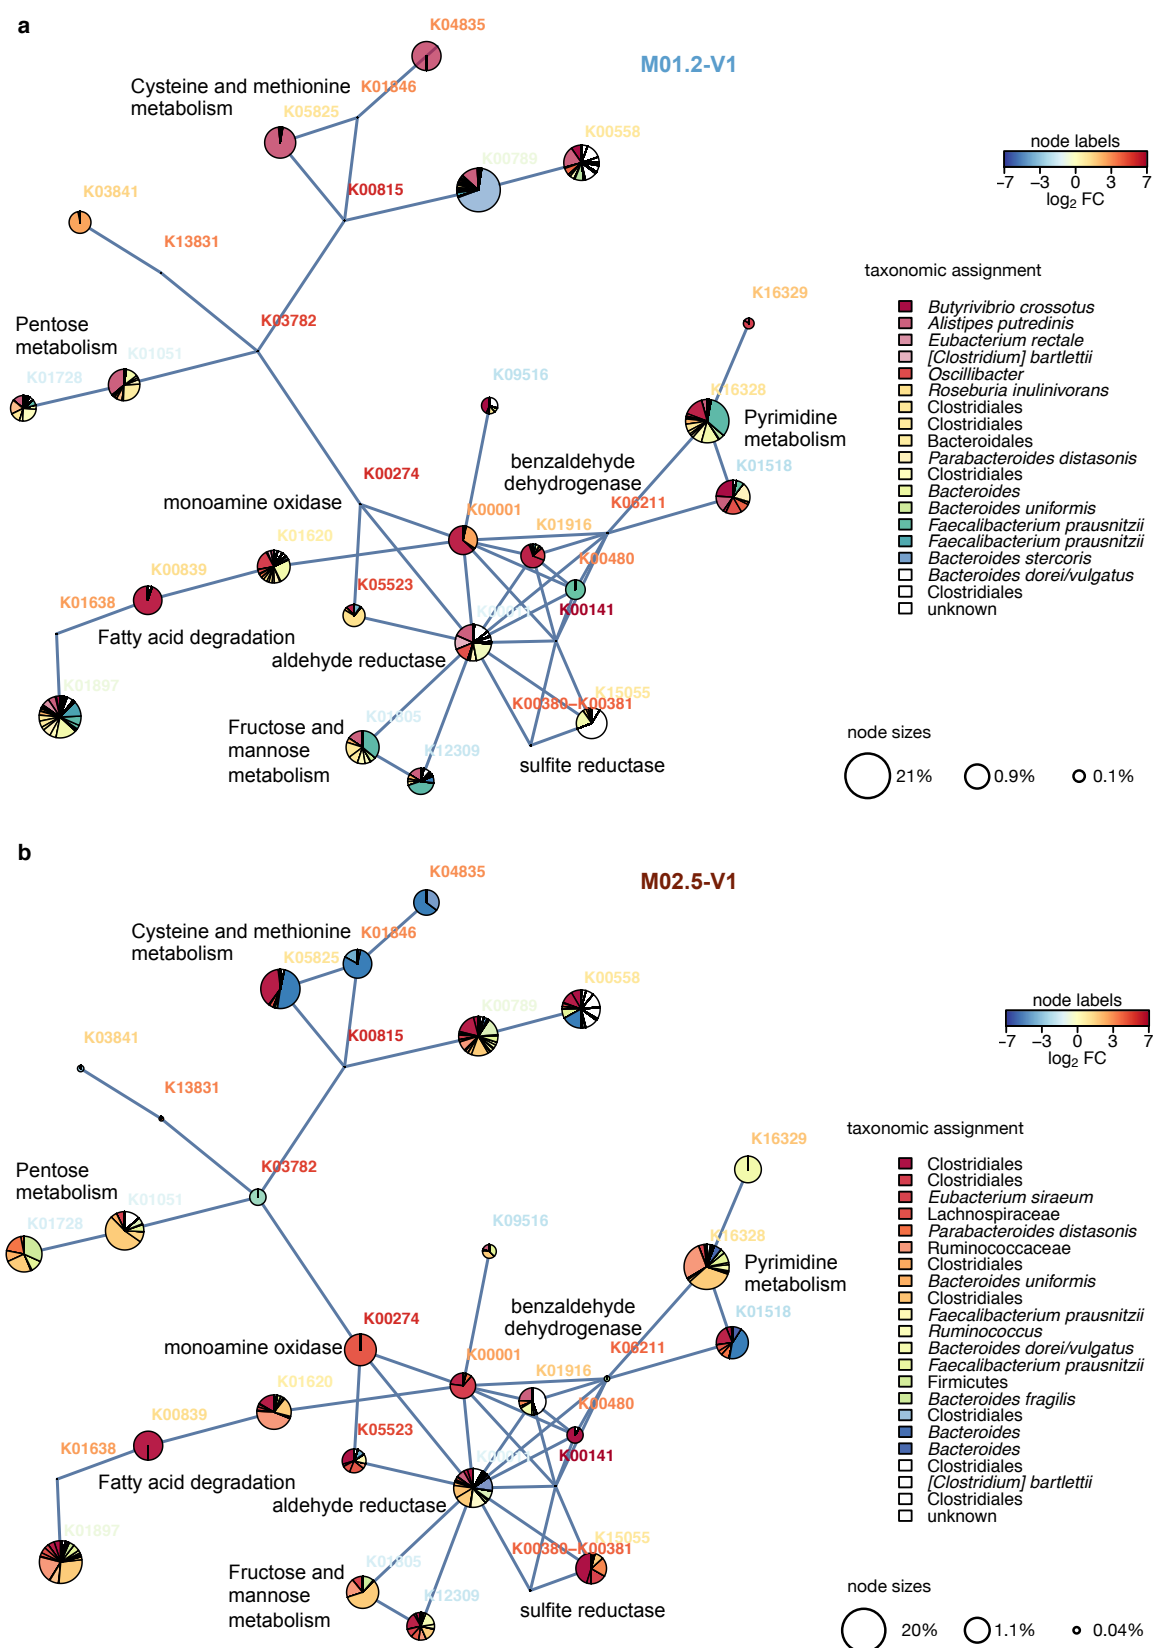 a
K04835
M01.2-V1
Cysteine and methionine
metabolism
K01846
K05825
K00558
K00789
node labels
−7 −3 0 3 7
log2 FC
K03841
K00815
K13831
taxonomic assignment
K16329
Butyrivibrio crossotus
Alistipes putredinis
Eubacterium rectale
[Clostridium] bartlettii
Oscillibacter
Roseburia inulinivorans
Clostridiales
Clostridiales
Bacteroidales
Parabacteroides distasonis
Clostridiales
Bacteroides
Bacteroides uniformis
Faecalibacterium prausnitzii
Faecalibacterium prausnitzii
Bacteroides stercoris
Bacteroides dorei/vulgatus
Clostridiales
unknown
K03782
Pentose
metabolism
K01051
K01728
K09516
K16328
Pyrimidine
metabolism
benzaldehyde
dehydrogenase
K01518
K00274
monoamine oxidase
K06211
K00001
K01916
K01620
K00480
K00839
K05523
K01638
K00141
Fatty acid degradation
aldehyde reductase
K01897
K15055
K00380−K00381
Fructose and
mannose
metabolism
K01805
K12309
sulfite reductase
node sizes
21% 0.9% 0.1%
b
K04835
M02.5-V1
Cysteine and methionine
metabolism
K01846
K05825
K00558
K00789
node labels
−7 −3 0 3 7
log2 FC
K03841
K00815
K13831
taxonomic assignment
K16329
Clostridiales
Clostridiales
Eubacterium siraeum
Lachnospiraceae
Parabacteroides distasonis
Ruminococcaceae
Clostridiales
Bacteroides uniformis
Clostridiales
Faecalibacterium prausnitzii
Ruminococcus
Bacteroides dorei/vulgatus
Faecalibacterium prausnitzii
Firmicutes
Bacteroides fragilis
Clostridiales
Bacteroides
Bacteroides
Clostridiales
[Clostridium] bartlettii
Clostridiales
unknown
K03782
Pentose
metabolism
K01051
K01728
K09516
K16328
Pyrimidine
metabolism
benzaldehyde
dehydrogenase
K01518
K00274
monoamine oxidase
K06211
K00001
K01916
K01620
K00480
K00839
K05523
K01638
K00141
Fatty acid degradation
aldehyde reductase
K01897
K15055
K00380−K00381
Fructose and
mannose
metabolism
K01805
K12309
sulfite reductase
node sizes
20% 1.1% 0.04%